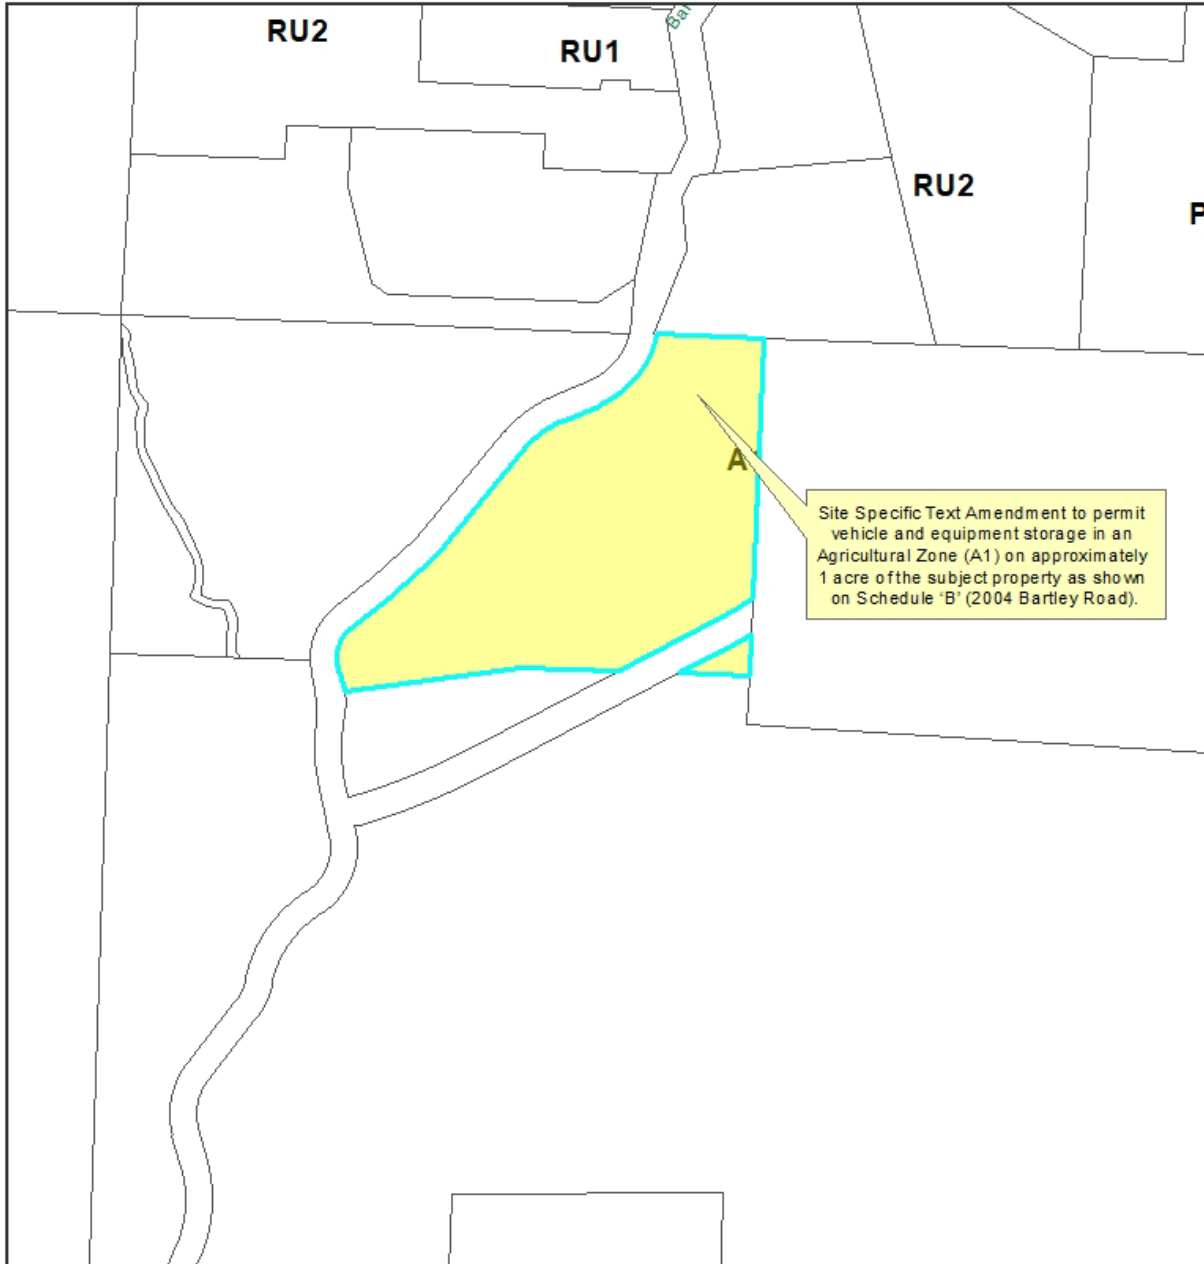 RU2
RU1
Bar
RU2
P
A
Site Specific Text Amendment to permit
vehicle and equipment storage in an
Agricultural Zone (A1) on approximately
1 acre of the subject property as shown
on Schedule ‘B’ (2004 Bartley Road).